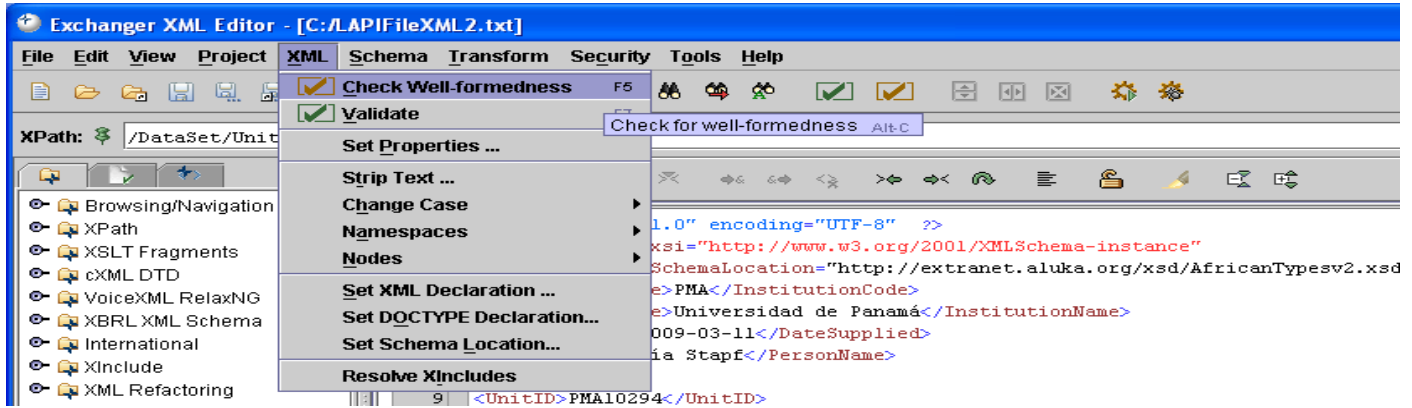 Exchanger XML Editor - [C:/LAPIFileXML2.txt]
File Edit View Project XML Schema Transform Security Tools Help
Check Well-formedness F5
Validate
Check for well-formedness Alt-C
XPath: /DataSet/Unit
Set Properties ...
Strip Text ...
Change Case
Namespaces
Nodes
Set XML Declaration ...
Set DOCTYPE Declaration...
Set Schema Location...
Resolve XIncludes
Browsing/Navigation
XPath
XSLT Fragments
cXML DTD
VoiceXML RelaxNG
XBRL XML Schema
International
XInclude
XML Refactoring
1.0" encoding="UTF-8" ?>
xsi="http://www.w3.org/2001/XMLSchema-instance"
SchemaLocation="http://extranet.aluka.org/xsd/AfricanTypesv2.xsd
e>PMA</InstitutionCode>
e>Universidad de Panamá</InstitutionName>
009-03-11</DateSupplied>
ía Stapf</PersonName>
9 <UnitID>PMA10294</UnitID>